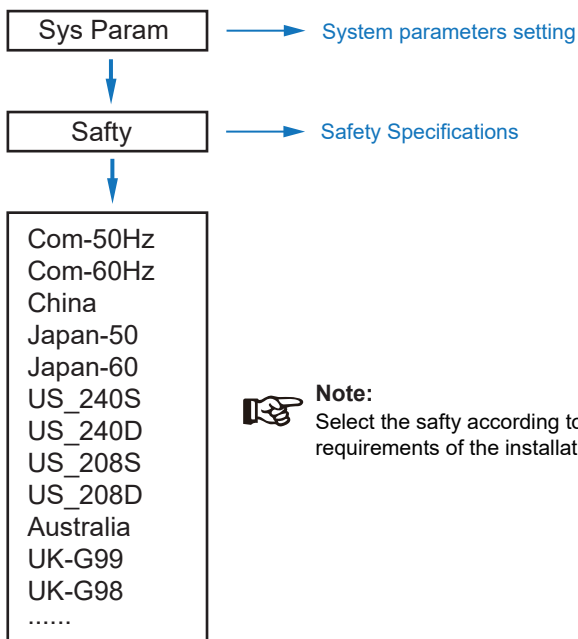 Sys Param
System parameters setting
Safty
Safety Specifications
Com-50Hz
Com-60Hz
China
Japan-50
Japan-60
US_240S
US_240D
US_208S
US_208D
Australia
UK-G99
UK-G98
......
Note:
Select the safty according to
requirements of the